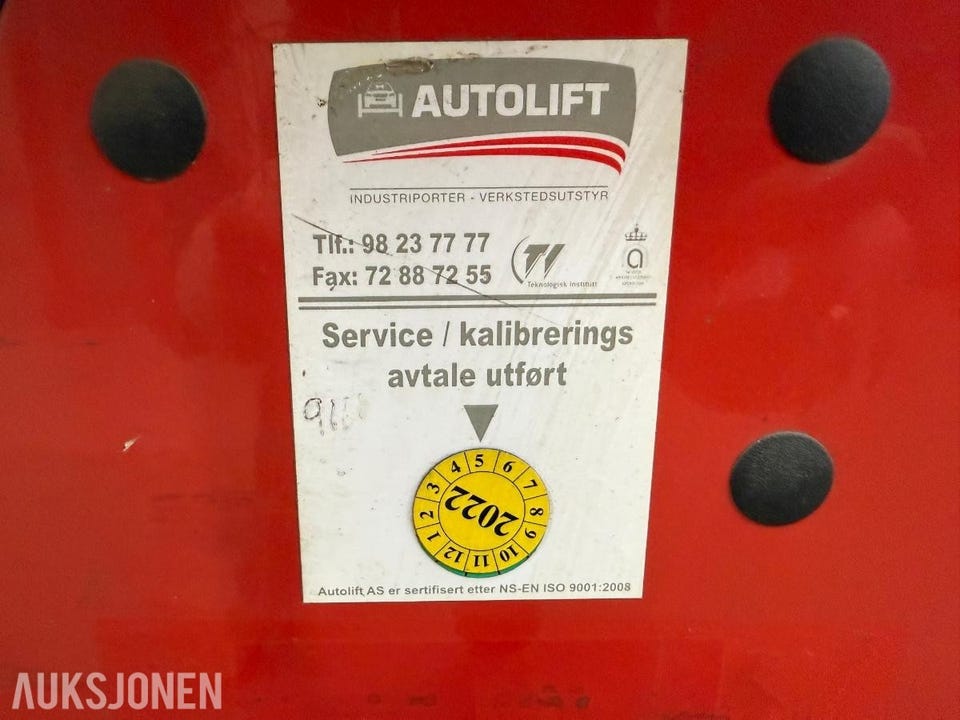 AUTOLIFT
INDUSTRIPORTER - VERKSTEDSUTSTYR
Tlf.: 98 23 77 77
Fax: 72 88 72 55
TI
Teknologisk Institutt
a
Service / kalibrerings
avtale utført
1 2 3 4 5 6 7 8 9 10 11 12
2022
Autolift AS er sertifisert etter NS-EN ISO 9001:2008
AUKSJONEN